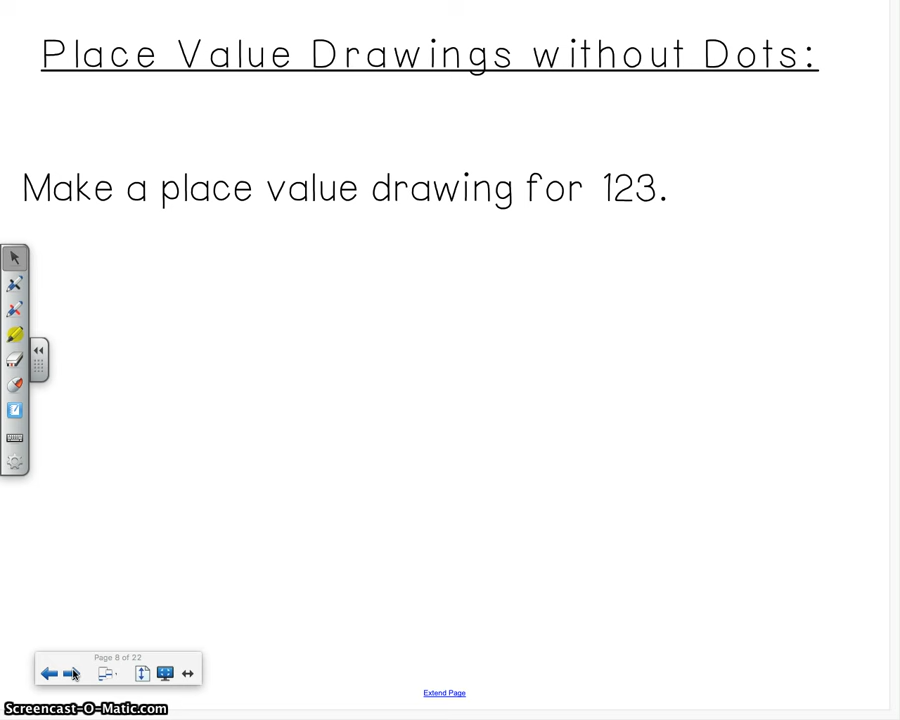 Place Value Drawings without Dots:
Make a place value drawing for 123.
Page 8 of 22
Extend Page
Screencast-O-Matic.com